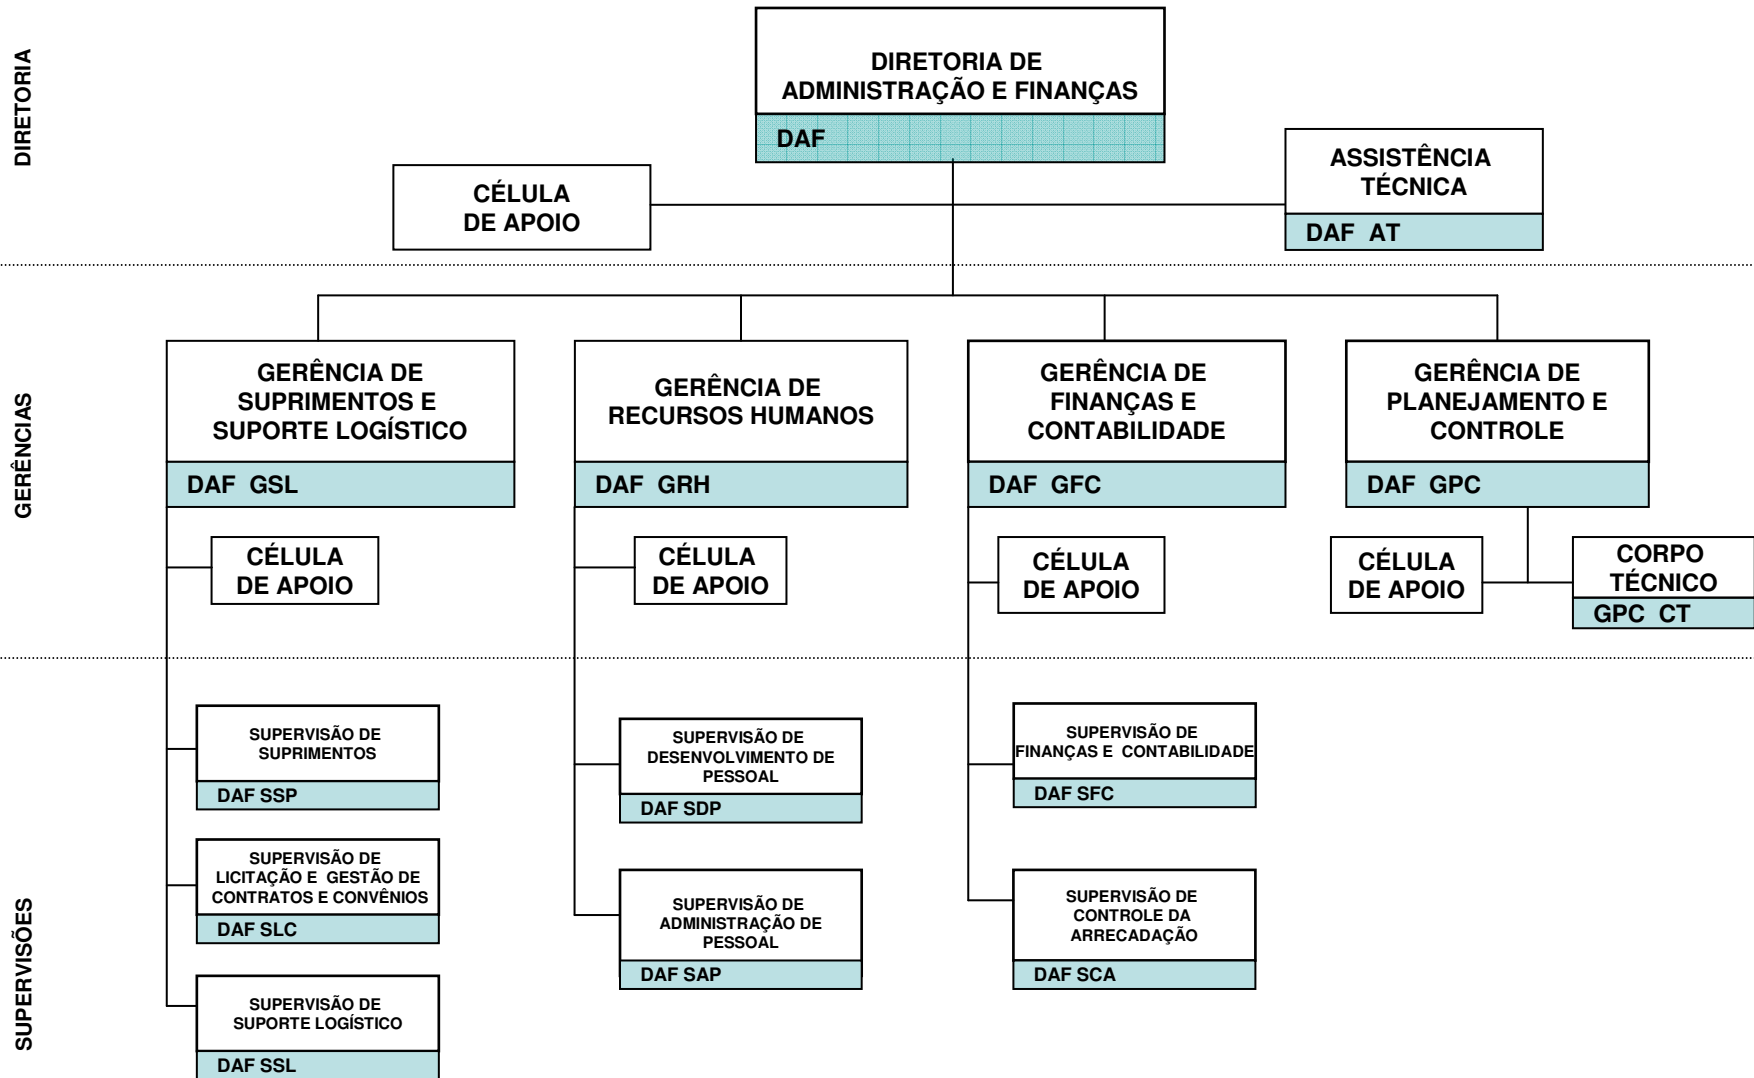 DIRETORIA
DIRETORIA DE
ADMINISTRAÇÃO E FINANÇAS
DAF
CÉLULA
DE APOIO
ASSISTÊNCIA
TÉCNICA
DAF AT
GERÊNCIAS
GERÊNCIA DE
SUPRIMENTOS E
SUPORTE LOGÍSTICO
DAF GSL
GERÊNCIA DE
RECURSOS HUMANOS
DAF GRH
GERÊNCIA DE
FINANÇAS E
CONTABILIDADE
DAF GFC
GERÊNCIA DE
PLANEJAMENTO E
CONTROLE
DAF GPC
CÉLULA
DE APOIO
CÉLULA
DE APOIO
CÉLULA
DE APOIO
CÉLULA
DE APOIO
CORPO
TÉCNICO
GPC CT
SUPERVISÕES
SUPERVISÃO DE
SUPRIMENTOS
DAF SSP
SUPERVISÃO DE
LICITAÇÃO E GESTÃO DE
CONTRATOS E CONVÊNIOS
DAF SLC
SUPERVISÃO DE
SUPORTE LOGÍSTICO
DAF SSL
SUPERVISÃO DE
DESENVOLVIMENTO DE
PESSOAL
DAF SDP
SUPERVISÃO DE
ADMINISTRAÇÃO DE
PESSOAL
DAF SAP
SUPERVISÃO DE
FINANÇAS E CONTABILIDADE
DAF SFC
SUPERVISÃO DE
CONTROLE DA
ARRECADAÇÃO
DAF SCA